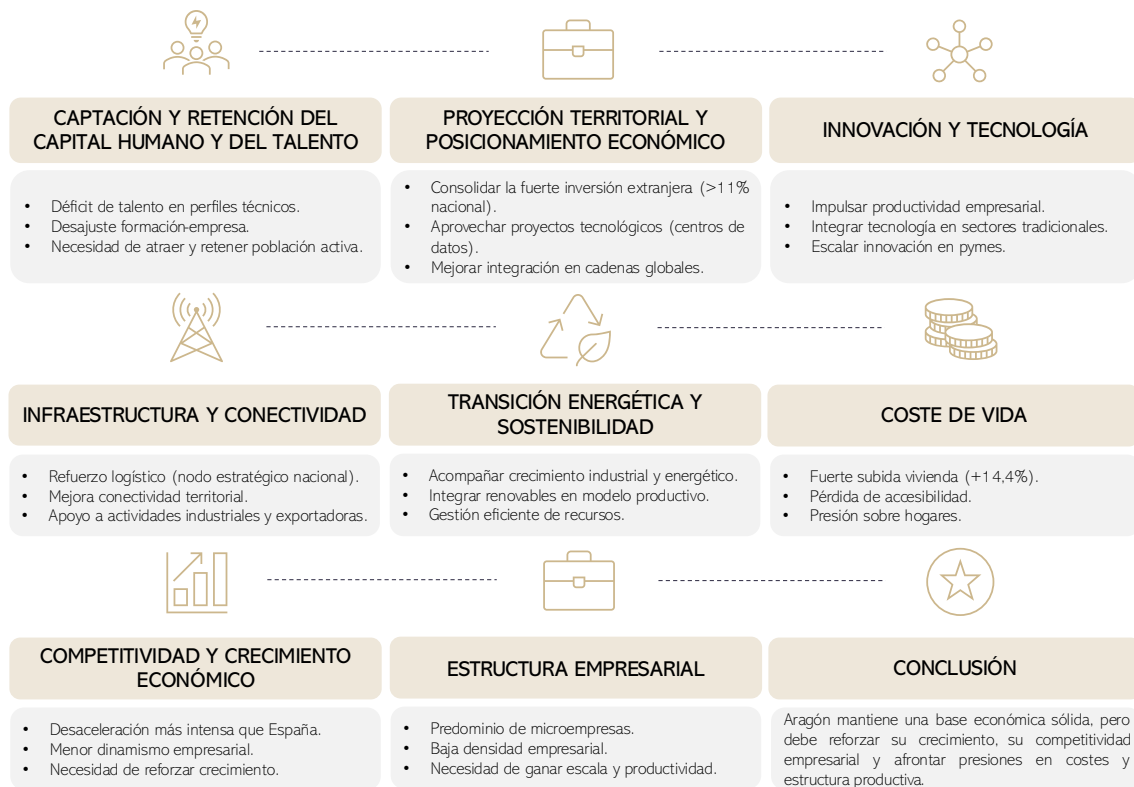 CAPTACIÓN Y RETENCIÓN DEL
CAPITAL HUMANO Y DEL TALENTO
• Déficit de talento en perfiles técnicos.
• Desajuste formación-empresa.
• Necesidad de atraer y retener población activa.
PROYECCIÓN TERRITORIAL Y
POSICIONAMIENTO ECONÓMICO
• Consolidar la fuerte inversión extranjera (>11%
nacional).
• Aprovechar proyectos tecnológicos (centros de
datos).
• Mejorar integración en cadenas globales.
INNOVACIÓN Y TECNOLOGÍA
• Impulsar productividad empresarial.
• Integrar tecnología en sectores tradicionales.
• Escalar innovación en pymes.
INFRAESTRUCTURA Y CONECTIVIDAD
• Refuerzo logístico (nodo estratégico nacional).
• Mejora conectividad territorial.
• Apoyo a actividades industriales y exportadoras.
TRANSICIÓN ENERGÉTICA Y
SOSTENIBILIDAD
• Acompañar crecimiento industrial y energético.
• Integrar renovables en modelo productivo.
• Gestión eficiente de recursos.
COSTE DE VIDA
• Fuerte subida vivienda (+14,4%).
• Pérdida de accesibilidad.
• Presión sobre hogares.
COMPETITIVIDAD Y CRECIMIENTO
ECONÓMICO
• Desaceleración más intensa que España.
• Menor dinamismo empresarial.
• Necesidad de reforzar crecimiento.
ESTRUCTURA EMPRESARIAL
• Predominio de microempresas.
• Baja densidad empresarial.
• Necesidad de ganar escala y productividad.
CONCLUSIÓN
Aragón mantiene una base económica sólida, pero
debe reforzar su crecimiento, su competitividad
empresarial y afrontar presiones en costes y
estructura productiva.